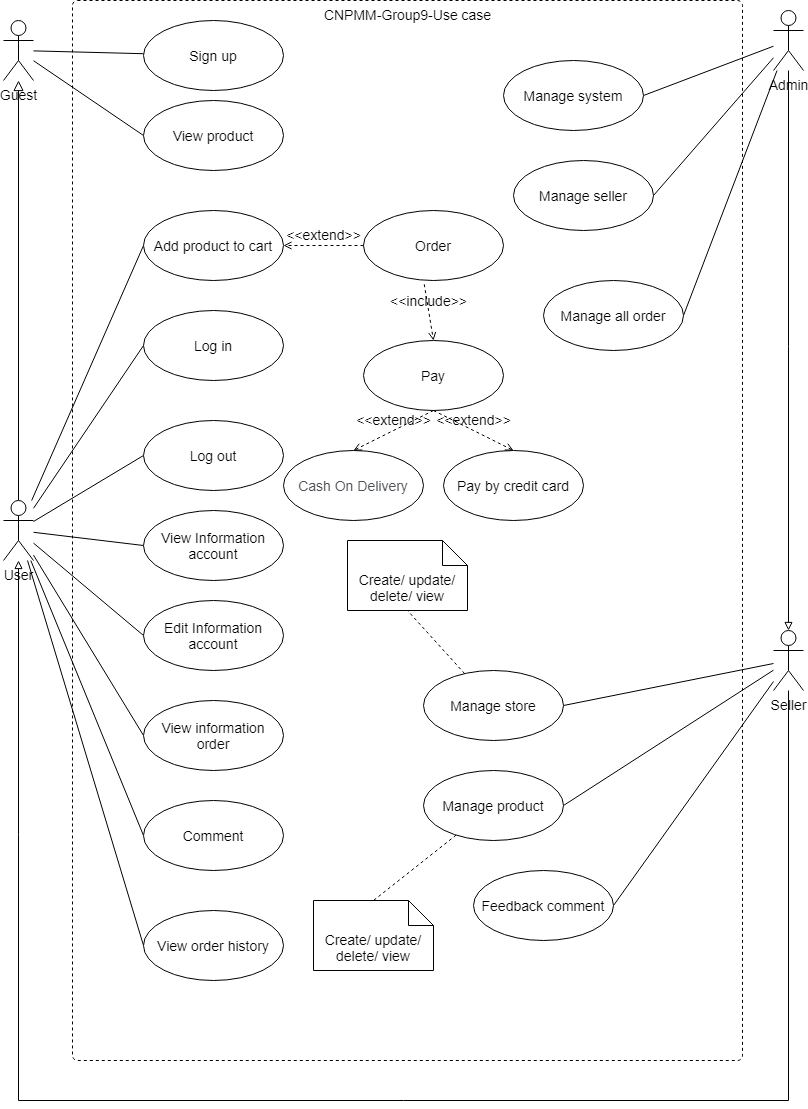 CNPMM-Group9-Use case
Guest
Sign up
View product
Admin
Manage system
Manage seller
Manage all order
Add product to cart
<<extend>>
Order
<<include>>
Log in
Pay
<<extend>>
<<extend>>
Log out
Cash On Delivery
Pay by credit card
User
View Information
account
Create/ update/
delete/ view
Edit Information
account
Seller
Manage store
View information
order
Manage product
Comment
Feedback comment
View order history
Create/ update/
delete/ view